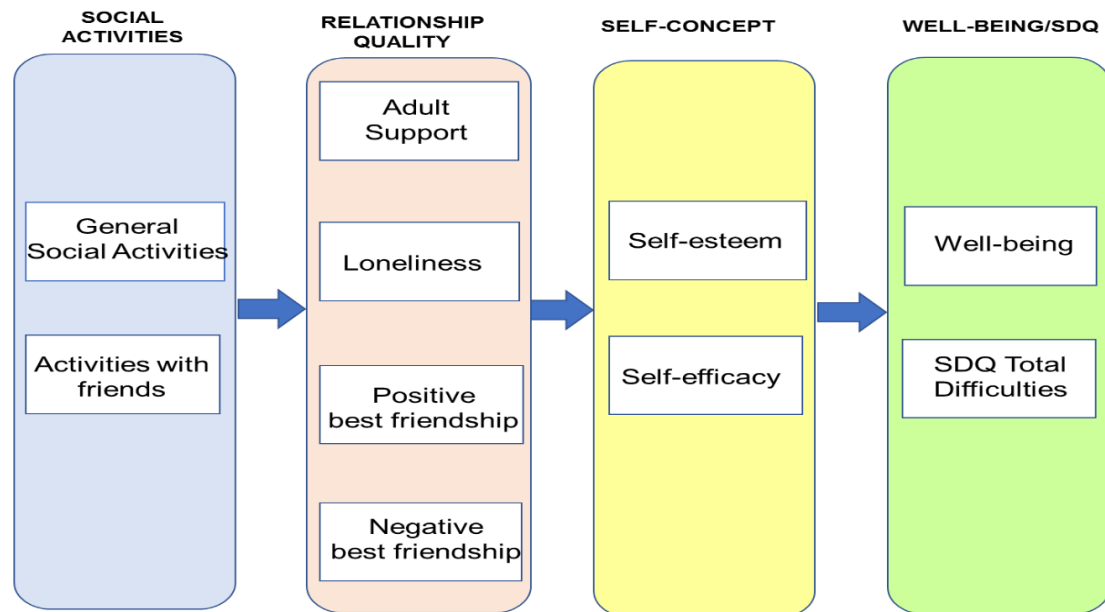 SOCIAL
ACTIVITIES
General
Social Activities
Activities with
friends
RELATIONSHIP
QUALITY
Adult
Support
Loneliness
Positive
best friendship
Negative
best friendship
SELF-CONCEPT
Self-esteem
Self-efficacy
WELL-BEING/SDQ
Well-being
SDQ Total
Difficulties